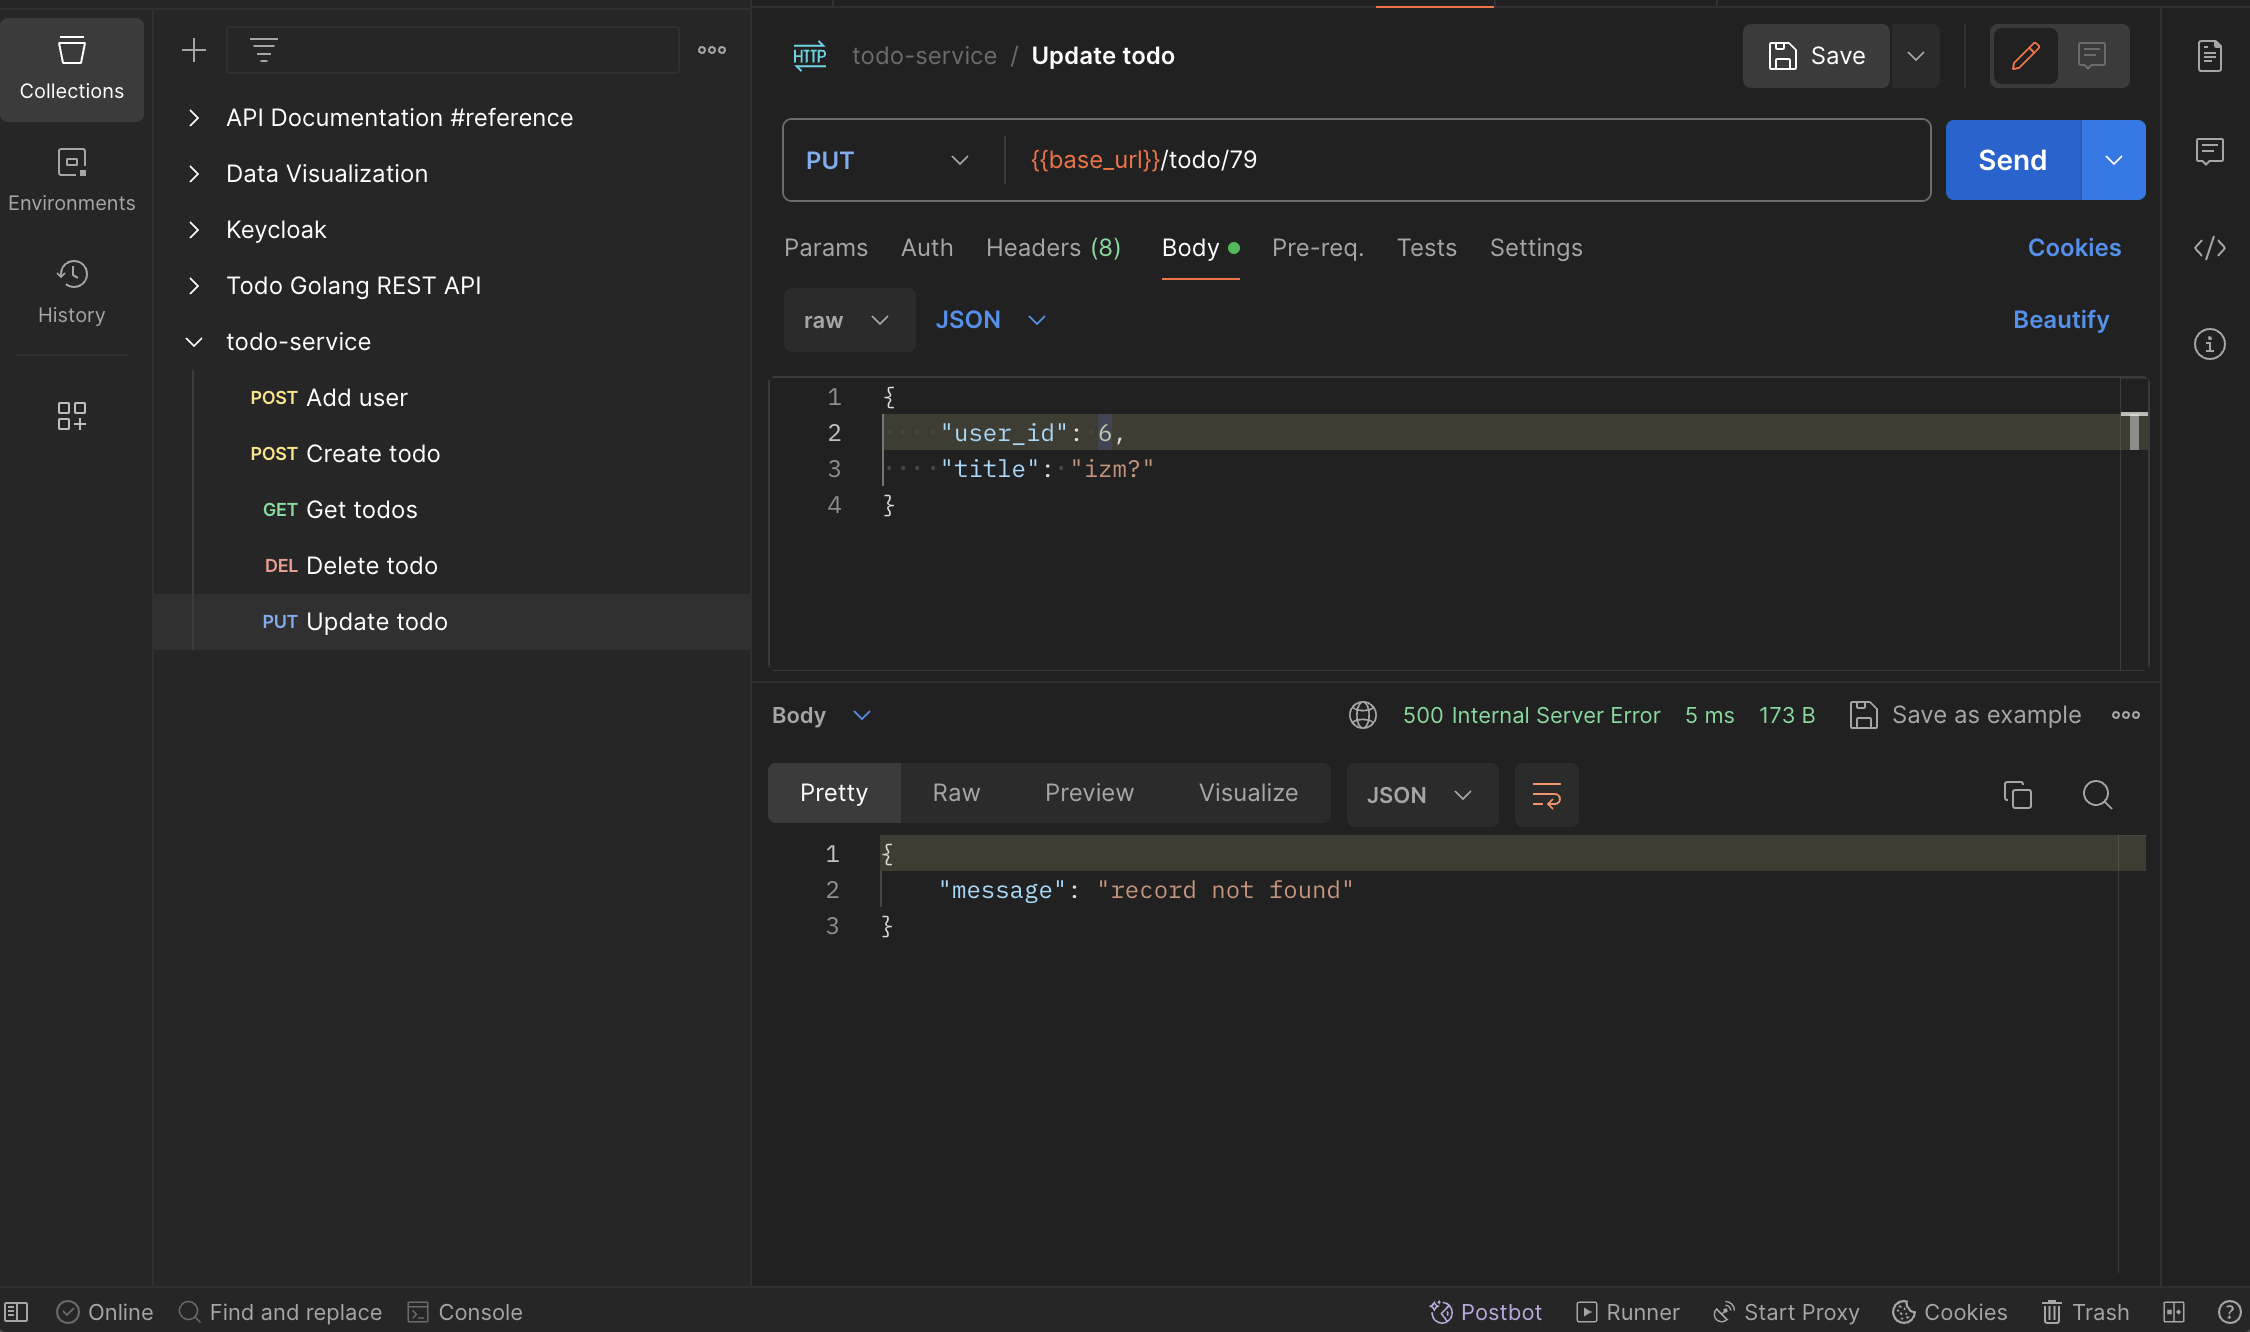 Collections
Environments
History
API Documentation #reference
Data Visualization
Keycloak
Todo Golang REST API
todo-service
POST Add user
POST Create todo
GET Get todos
DEL Delete todo
PUT Update todo
HTTP todo-service / Update todo
Save
PUT {{base_url}}/todo/79
Send
Params Auth Headers (8) Body Pre-req. Tests Settings Cookies
raw JSON Beautify
1 {
2 "user_id": 6,
3 "title": "izm?"
4 }
Body 500 Internal Server Error 5 ms 173 B Save as example
Pretty Raw Preview Visualize JSON
1 {
2 "message": "record not found"
3 }
Online Find and replace Console Postbot Runner Start Proxy Cookies Trash